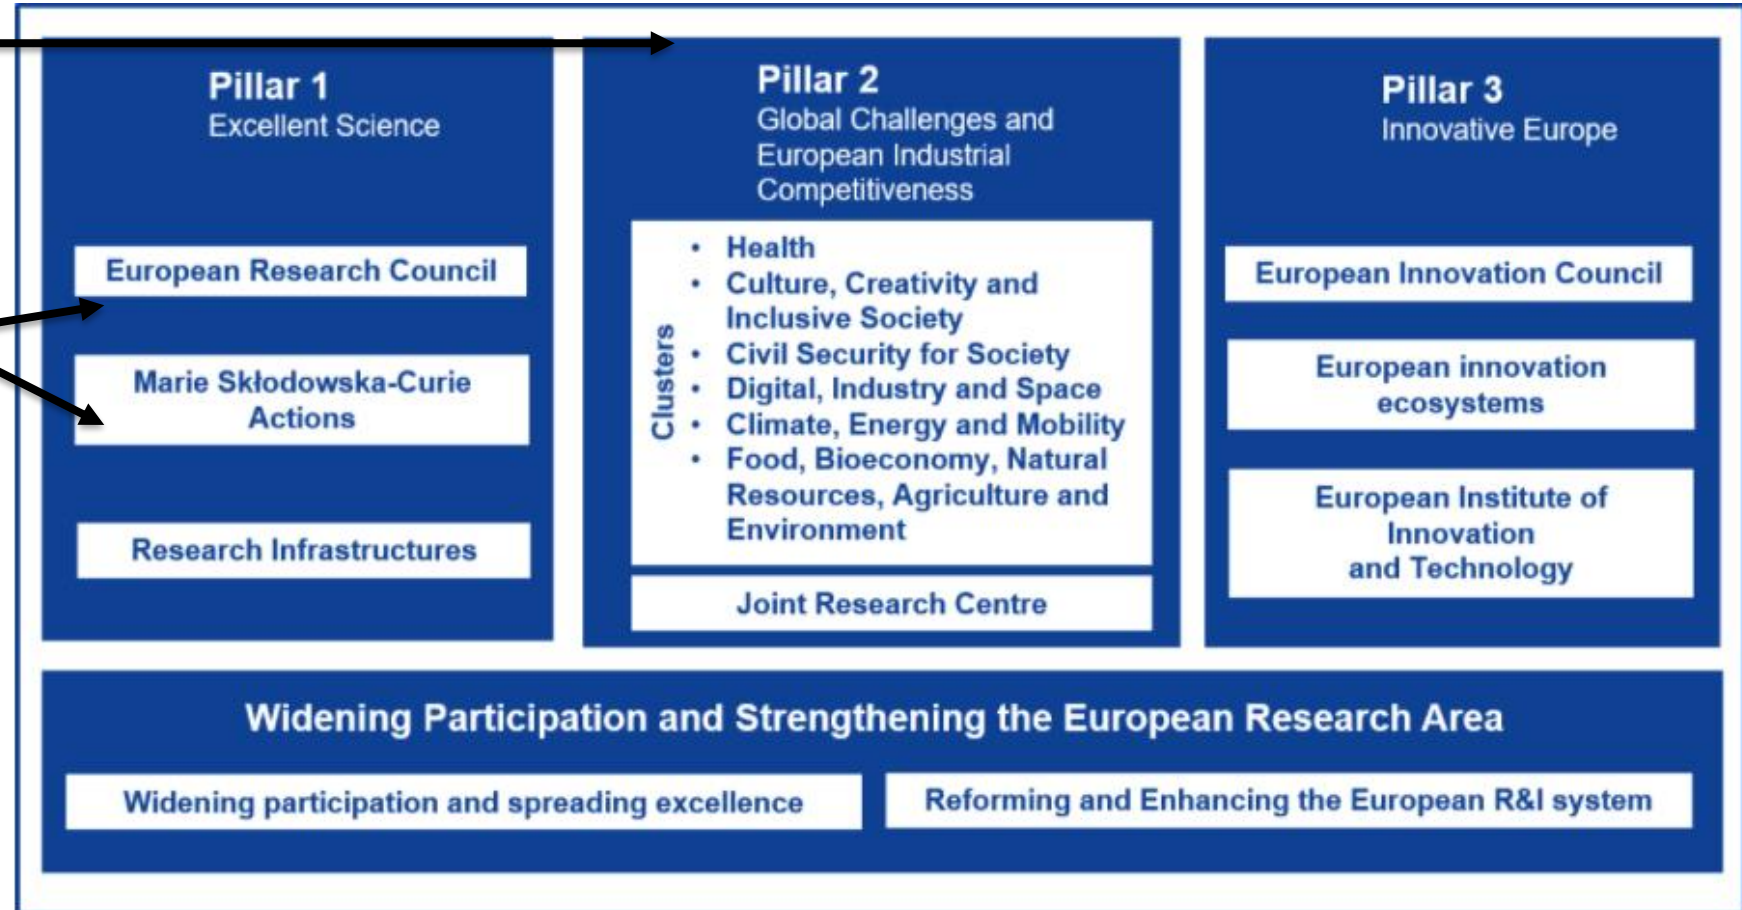 Pillar 1
Excellent Science
European Research Council
Marie Skłodowska-Curie
Actions
Research Infrastructures
Pillar 2
Global Challenges and
European Industrial
Competitiveness
Clusters
• Health
• Culture, Creativity and
Inclusive Society
• Civil Security for Society
• Digital, Industry and Space
• Climate, Energy and Mobility
• Food, Bioeconomy, Natural
Resources, Agriculture and
Environment
Joint Research Centre
Pillar 3
Innovative Europe
European Innovation Council
European innovation
ecosystems
European Institute of
Innovation
and Technology
Widening Participation and Strengthening the European Research Area
Widening participation and spreading excellence
Reforming and Enhancing the European R&I system